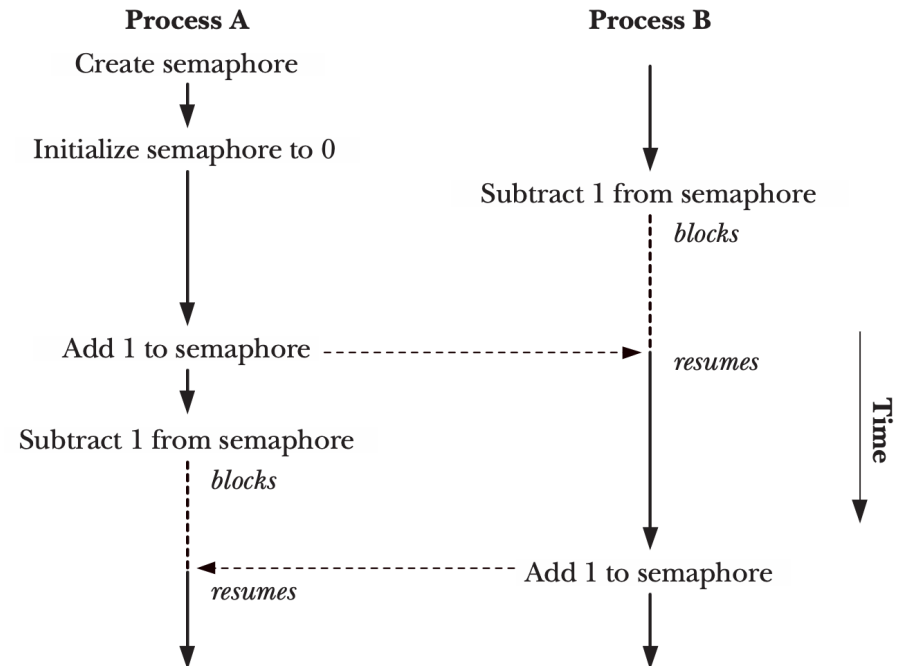 Process A
Process B
Create semaphore
Initialize semaphore to 0
Subtract 1 from semaphore
blocks
Add 1 to semaphore
resumes
Time
Subtract 1 from semaphore
blocks
Add 1 to semaphore
resumes